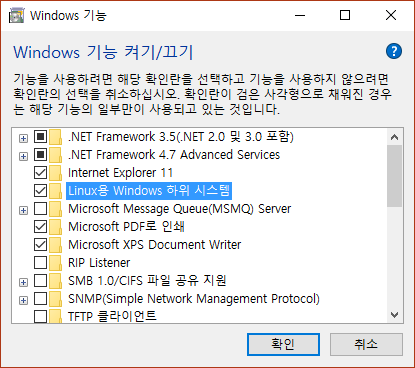 Windows 기능
Windows 기능 켜기/끄기
기능을 사용하려면 해당 확인란을 선택하고 기능을 사용하지 않으려면
확인란의 선택을 취소하십시오. 확인란이 검은 사각형으로 채워진 경우
는 해당 기능의 일부만이 사용되고 있는 것입니다.
.NET Framework 3.5(.NET 2.0 및 3.0 포함)
.NET Framework 4.7 Advanced Services
Internet Explorer 11
Linux용 Windows 하위 시스템
Microsoft Message Queue(MSMQ) Server
Microsoft PDF로 인쇄
Microsoft XPS Document Writer
RIP Listener
SMB 1.0/CIFS 파일 공유 지원
SNMP(Simple Network Management Protocol)
TFTP 클라이언트
확인
취소